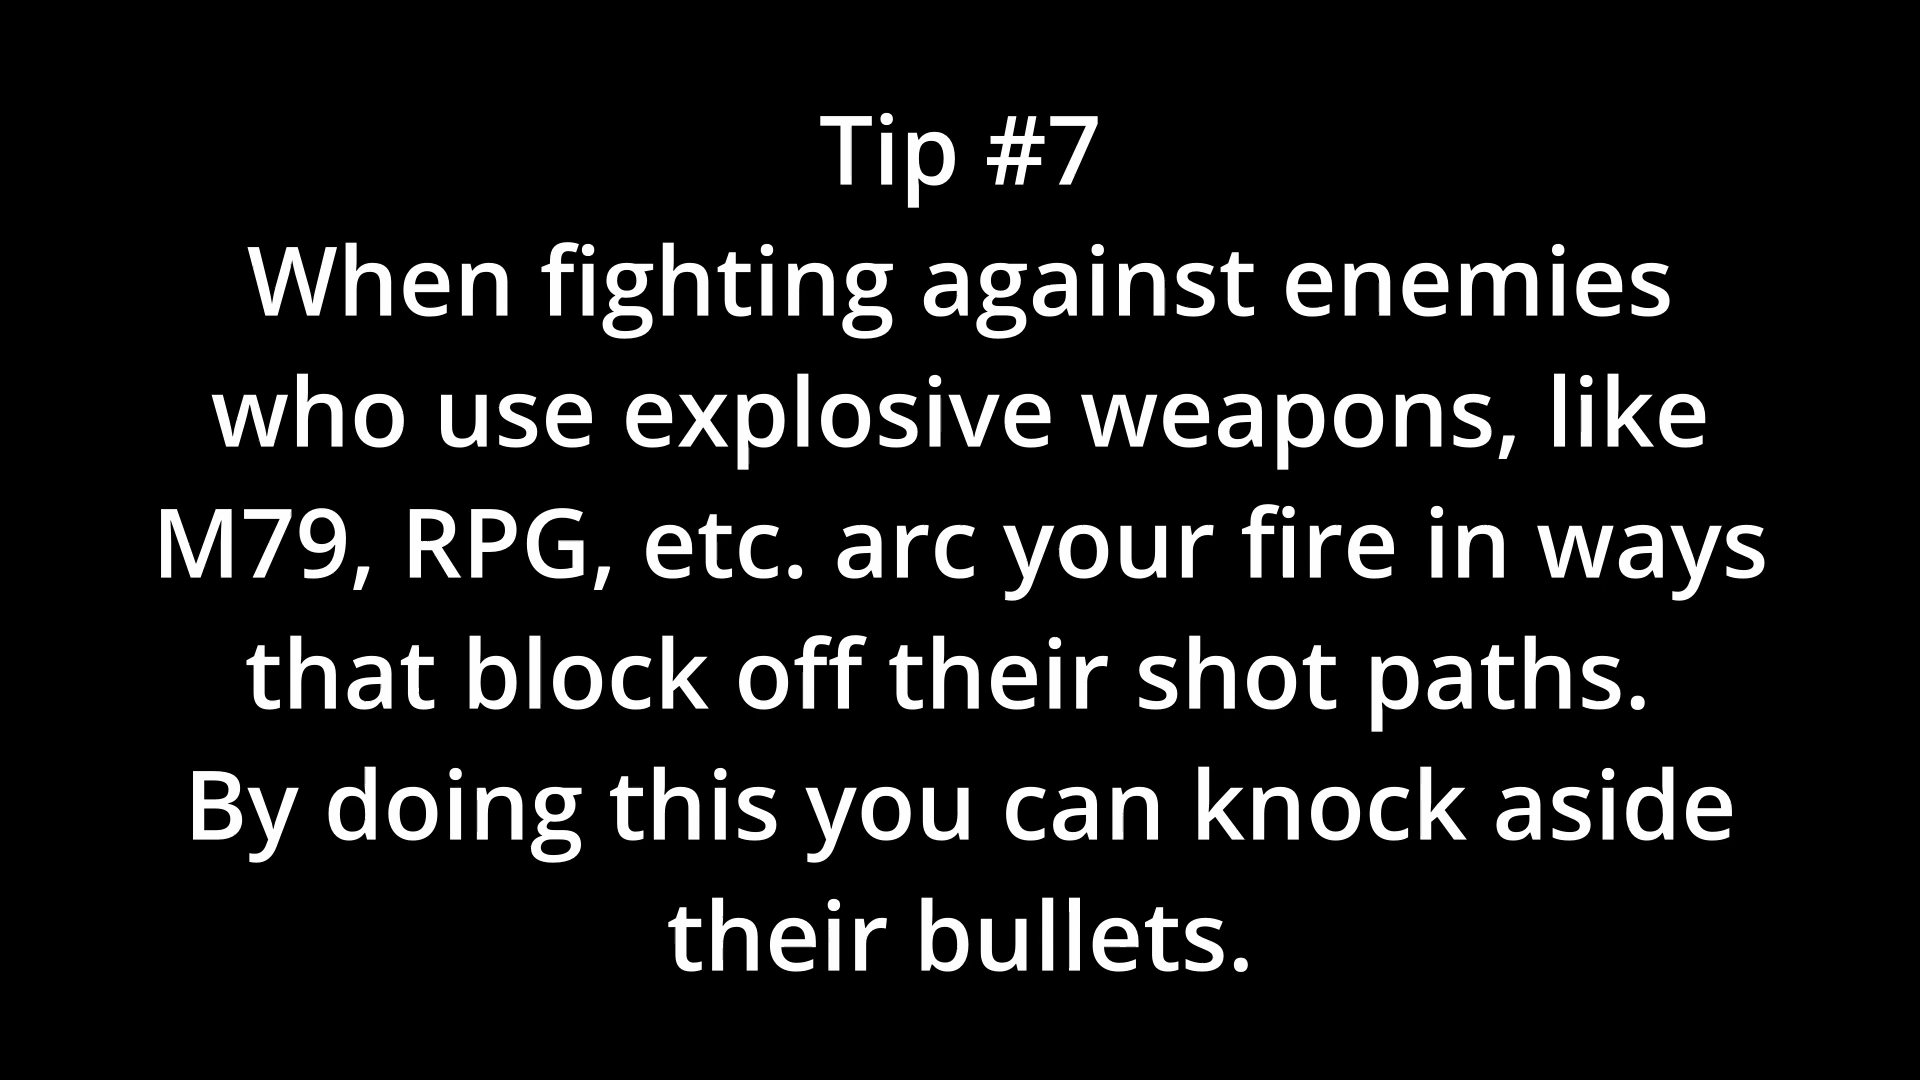 Tip #7
When fighting against enemies
who use explosive weapons, like
M79, RPG, etc. arc your fire in ways
that block off their shot paths.
By doing this you can knock aside
their bullets.